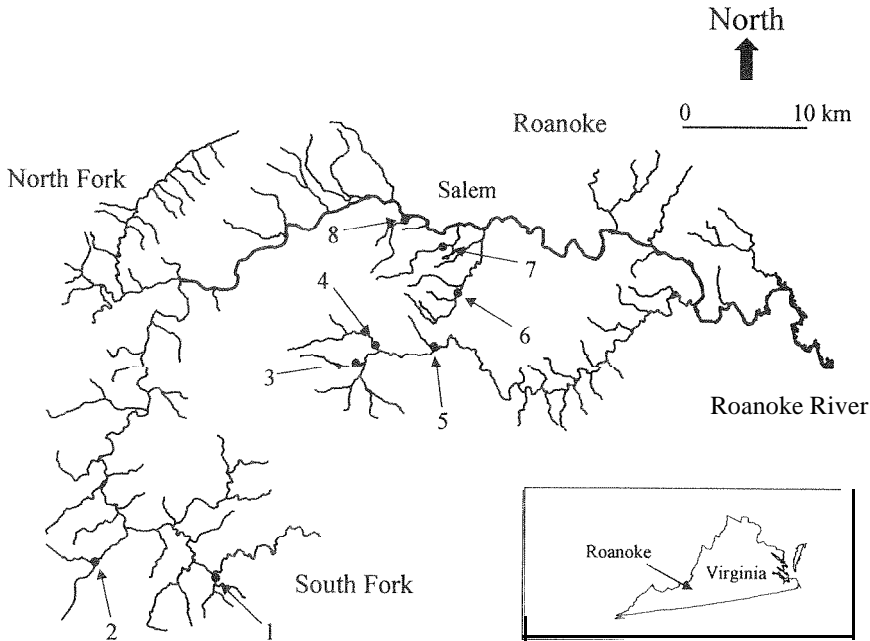 North
0 10 km
Roanoke
North Fork
Salem
8
7
4
6
3
5
Roanoke River
Roanoke
Virginia
South Fork
2
1